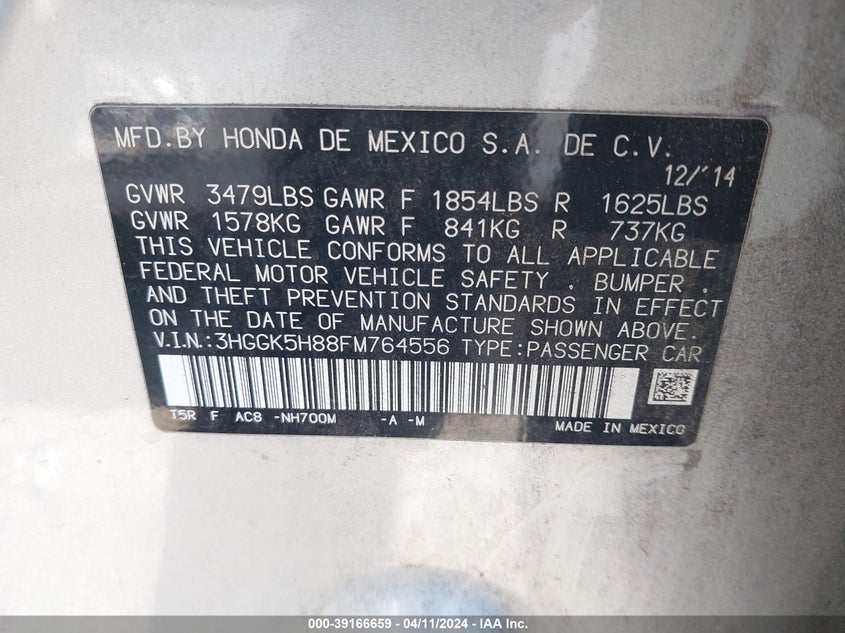 MFD.BY HONDA DE MEXICO S.A. DE C.V.
12/'14
GVWR 3479LBS GAWR F 1854LBS R 1625LBS
GVWR 1578KG GAWR F 841KG R 737KG
THIS VEHICLE CONFORMS TO ALL APPLICABLE
FEDERAL MOTOR VEHICLE SAFETY , BUMPER ,
AND THEFT PREVENTION STANDARDS IN EFFECT
ON THE DATE OF MANUFACTURE SHOWN ABOVE.
V.I.N.:3HGGK5H88FM764556 TYPE:PASSENGER CAR
T5R F AC8 -NH700M -A -M MADE IN MEXICO
000-39166659 - 04/11/2024 - IAA Inc.